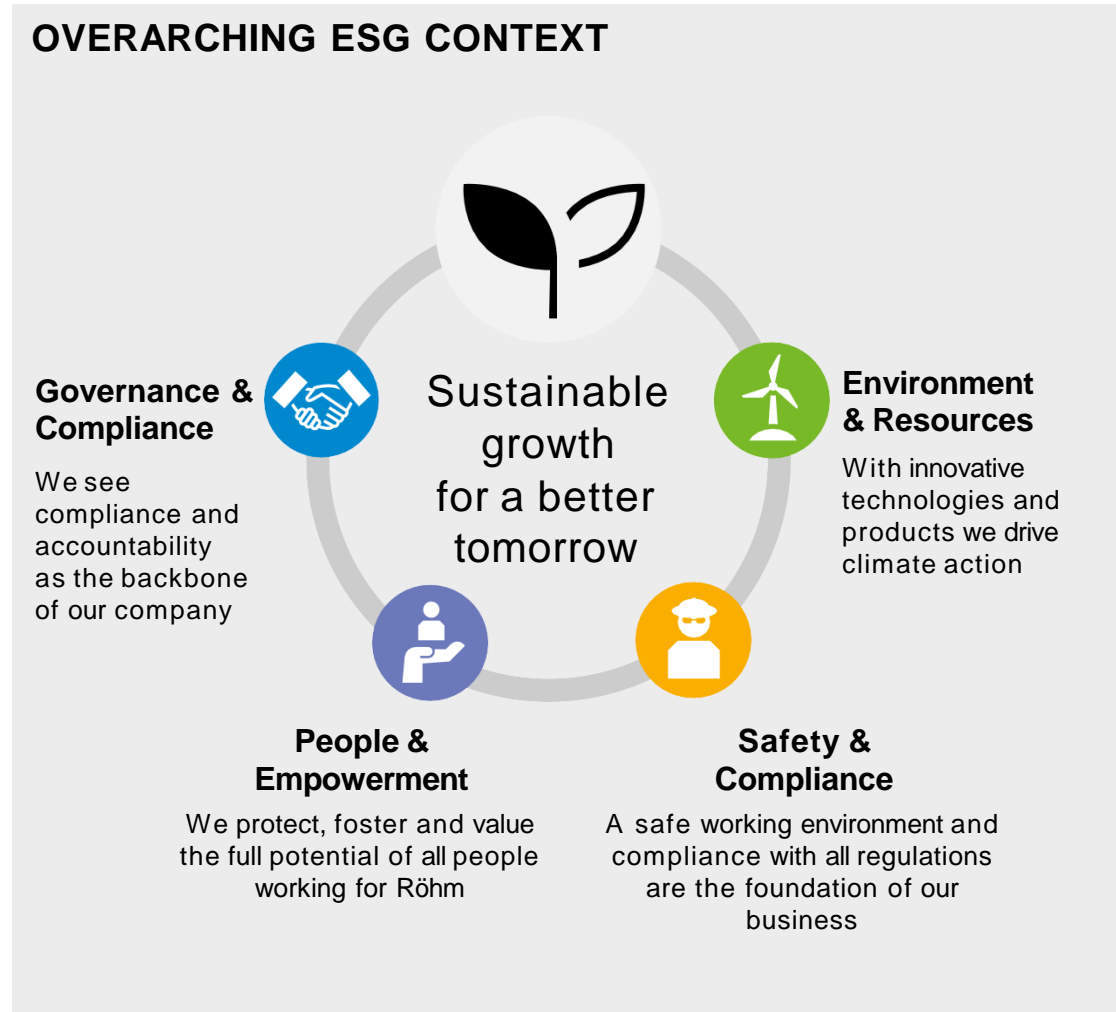 OVERARCHING ESG CONTEXT
Sustainable
growth
for a better
tomorrow
Governance &
Compliance
We see
compliance and
accountability
as the backbone
of our company
Environment
& Resources
With innovative
technologies and
products we drive
climate action
People &
Empowerment
We protect, foster and value
the full potential of all people
working for Röhm
Safety &
Compliance
A safe working environment and
compliance with all regulations
are the foundation of our
business